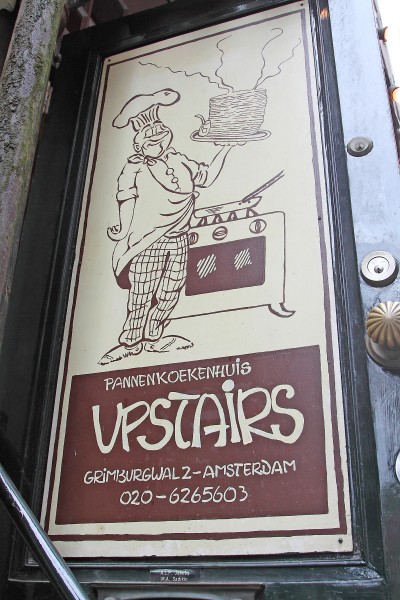 PANNENKOEKENHUIS
UPSTAIRS
GRIMBURGWAL 2-AMSTERDAM
020-6265603